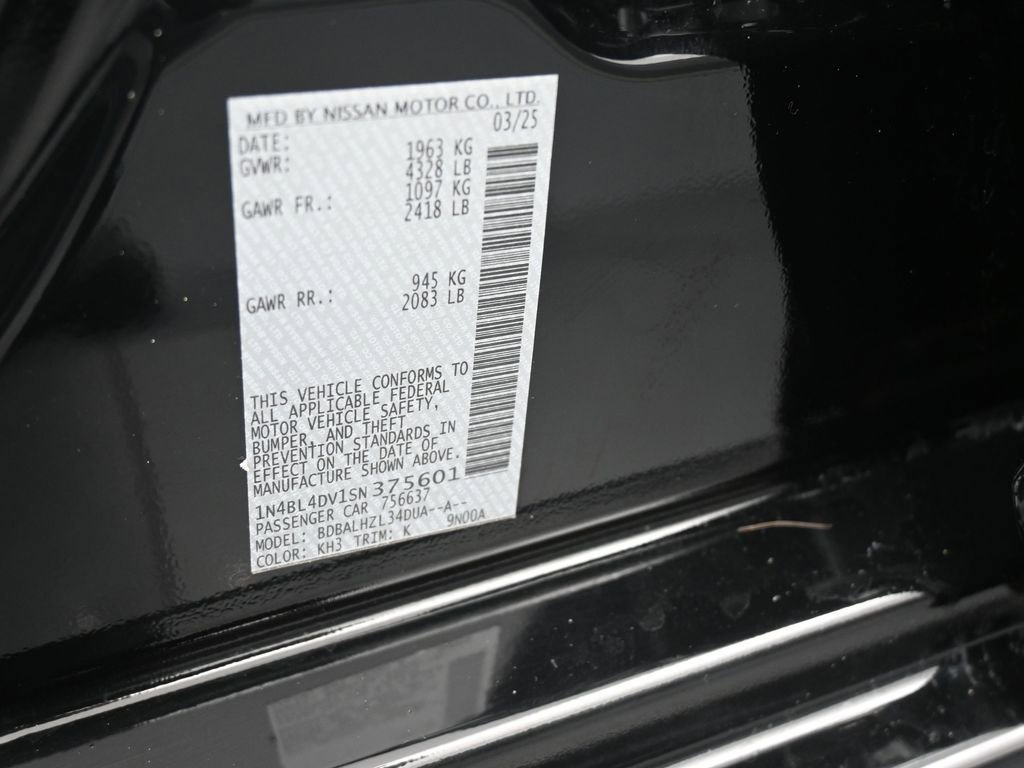 MFD BY NISSAN MOTOR CO., LTD.
DATE: 03/25
GVWR: 1963 KG
4328 LB
GAWR FR.: 1097 KG
2418 LB
GAWR RR.: 945 KG
2083 LB
THIS VEHICLE CONFORMS TO
ALL APPLICABLE FEDERAL
MOTOR VEHICLE SAFETY,
BUMPER, AND THEFT
PREVENTION STANDARDS IN
EFFECT ON THE DATE OF
MANUFACTURE SHOWN ABOVE.
1N4BL4DV1SN375601
PASSENGER CAR 756637
MODEL: BDBALHZL34DUA--A--
COLOR: KH3 TRIM: K 9N00A